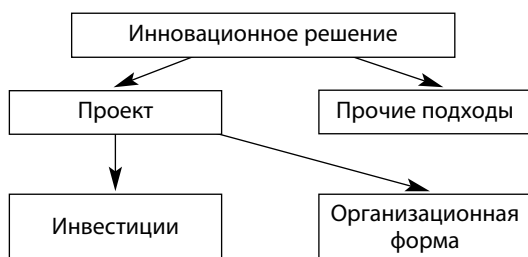 Инновационное решение
Проект
Прочие подходы
Инвестиции
Организационная
форма